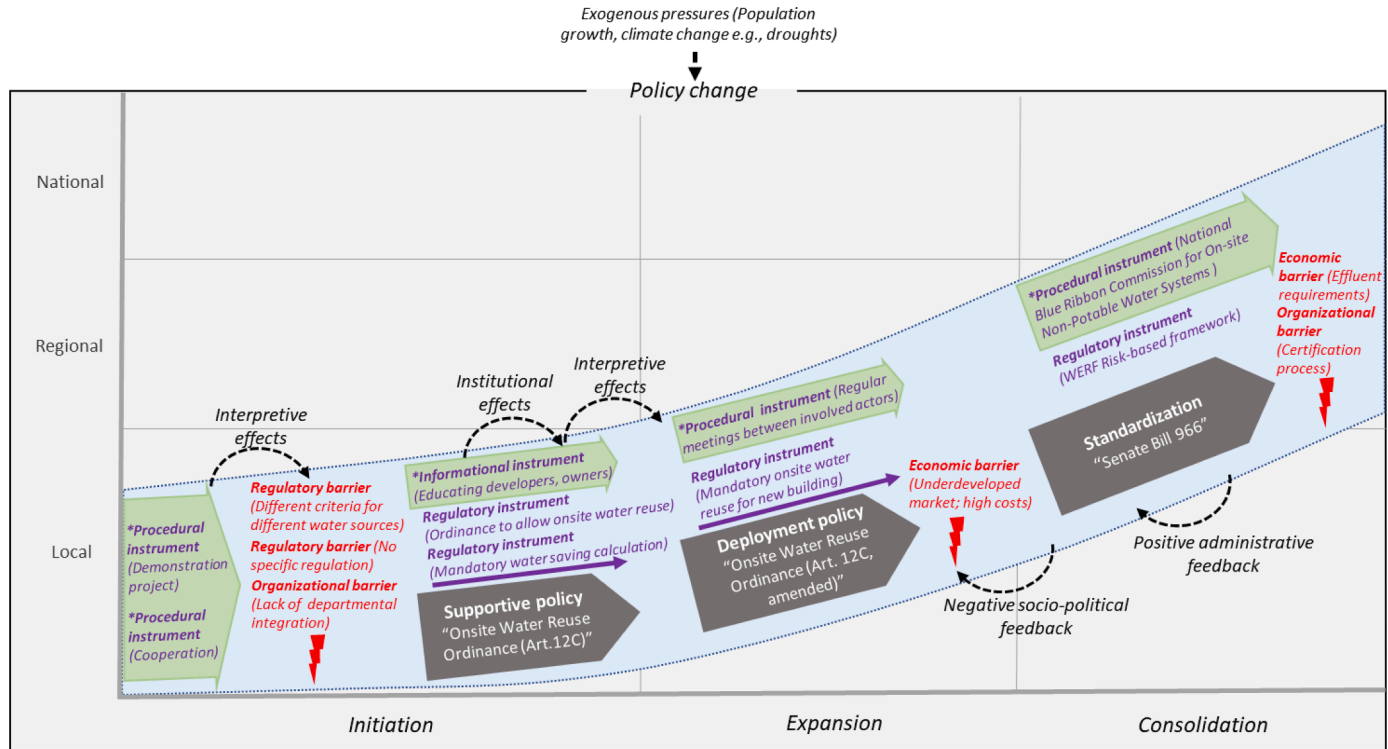 Exogenous pressures (Population
growth, climate change e.g., droughts)
Policy change
National
Regional
Local
Interpretive
effects
Institutional
effects
Interpretive
effects
*Procedural
instrument
(Demonstration
project)
*Procedural
instrument
(Cooperation)
Regulatory barrier
(Different criteria for
different water sources)
Regulatory barrier (No
specific regulation)
Organizational barrier
(Lack of departmental
integration)
*Informational instrument
(Educating developers, owners)
Regulatory instrument
(Ordinance to allow onsite water reuse)
Regulatory instrument
(Mandatory water saving calculation)
Supportive policy
“Onsite Water Reuse
Ordinance (Art.12C)”
*Procedural instrument (Regular
meetings between involved actors)
Regulatory instrument
(Mandatory onsite water
reuse for new building)
Deployment policy
“Onsite Water Reuse
Ordinance (Art. 12C,
amended)”
Economic barrier
(Underdeveloped
market; high costs)
Negative socio-political
feedback
*Procedural instrument (National
Blue Ribbon Commission for On-site
Non-Potable Water Systems )
Regulatory instrument
(WERF Risk-based framework)
Standardization
“Senate Bill 966”
Positive administrative
feedback
Economic
barrier (Effluent
requirements)
Organizational
barrier
(Certification
process)
Initiation
Expansion
Consolidation